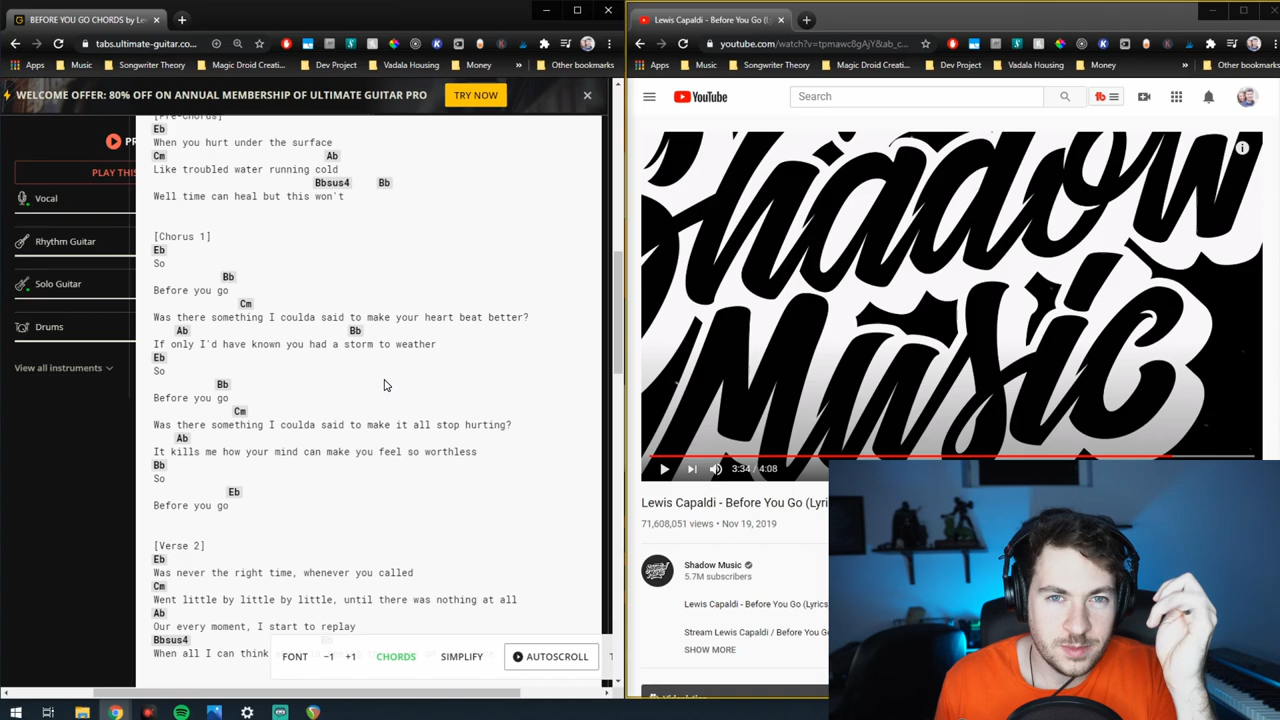 BEFORE YOU GO CHORDS by Le
tabs.ultimate-guitar.co...
Apps
Music
Songwriter Theory
Magic Droid Creati...
Dev Project
Vadala Housing
Money
»
Other bookmarks
WELCOME OFFER: 80% OFF ON ANNUAL MEMBERSHIP OF ULTIMATE GUITAR PRO
TRY NOW
PLAY THIS
Vocal
Rhythm Guitar
Solo Guitar
Drums
View all instruments
[Pre-Chorus]
Eb
When you hurt under the surface
Cm Ab
Like troubled water running cold
Bbsus4 Bb
Well time can heal but this won't
[Chorus 1]
Eb
So
Bb
Before you go
Cm
Was there something I coulda said to make your heart beat better?
Ab Bb
If only I'd have known you had a storm to weather
Eb
So
Bb
Before you go
Cm
Was there something I coulda said to make it all stop hurting?
Ab
It kills me how your mind can make you feel so worthless
Bb
So
Eb
Before you go
[Verse 2]
Eb
Was never the right time, whenever you called
Cm
Went little by little by little, until there was nothing at all
Ab
Our every moment, I start to replay
Bbsus4
When all I can think
FONT −1 +1 CHORDS SIMPLIFY AUTOSCROLL
Lewis Capaldi - Before You Go (L
youtube.com/watch?v=tpmawc8gAjY&ab_c...
Apps
Music
Songwriter Theory
Magic Droid Creati...
Dev Project
Vadala Housing
Money
»
Other bookmarks
YouTube
Search
Shadow
Music
3:34 / 4:08
Lewis Capaldi - Before You Go (Lyri
71,608,051 views • Nov 19, 2019
Shadow Music
5.7M subscribers
Lewis Capaldi - Before You Go (Lyrics
Stream Lewis Capaldi / Before You Go
SHOW MORE